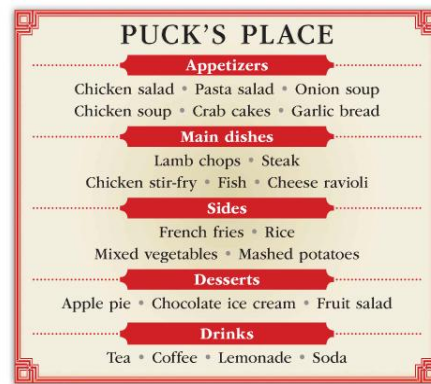 PUCK'S PLACE
Appetizers
Chicken salad • Pasta salad • Onion soup
Chicken soup • Crab cakes • Garlic bread
Main dishes
Lamb chops • Steak
Chicken stir-fry • Fish • Cheese ravioli
Sides
French fries • Rice
Mixed vegetables • Mashed potatoes
Desserts
Apple pie • Chocolate ice cream • Fruit salad
Drinks
Tea • Coffee • Lemonade • Soda